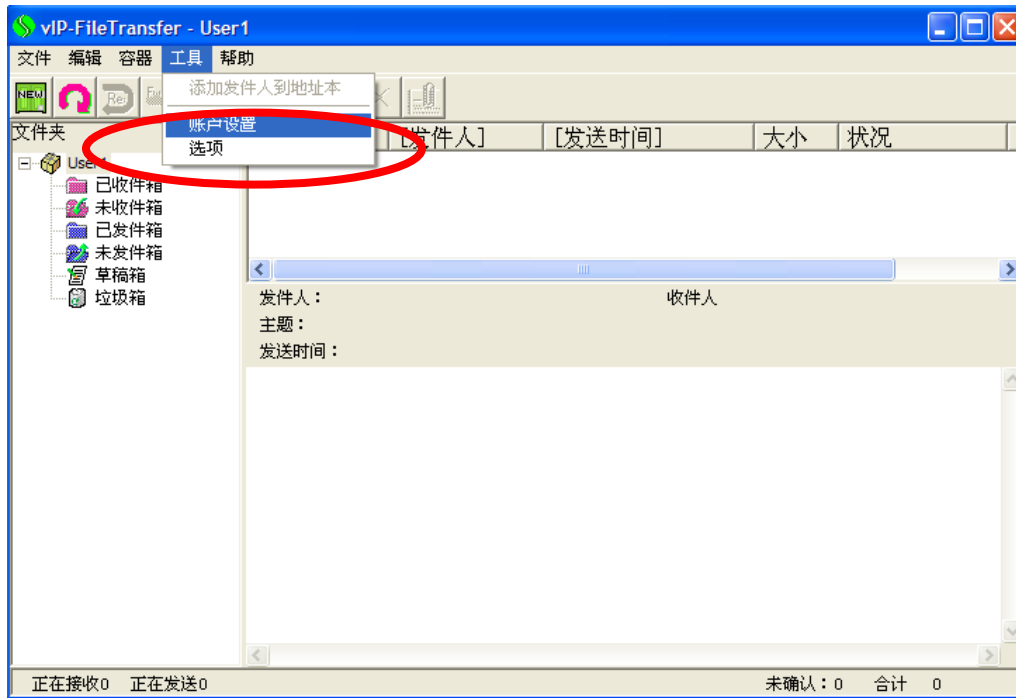 vIP-FileTransfer - User1
文件 编辑 容器 工具 帮助
添加发件人到地址本
NEW Re
账户设置
选项
文件夹 [发件人] [发送时间] 大小 状况
User1
已收件箱
未收件箱
已发件箱
未发件箱
草稿箱
垃圾箱
发件人： 收件人
主题：
发送时间：
正在接收0 正在发送0 未确认：0 合计 0